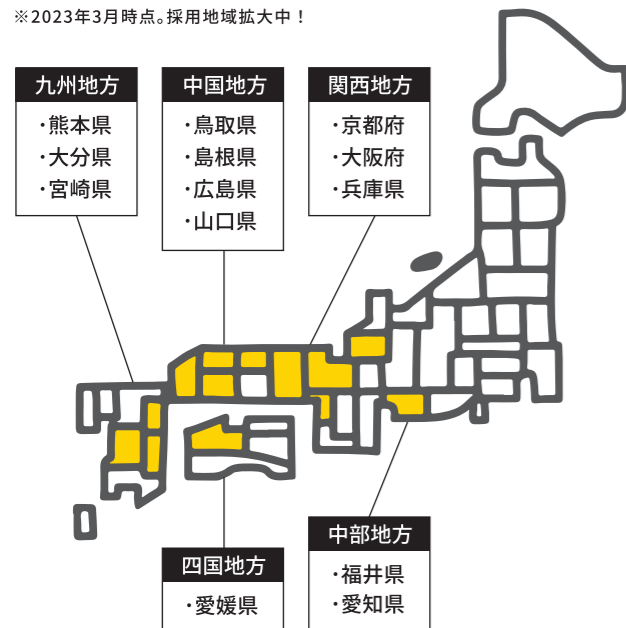 ※2023年3月時点。採用地域拡大中！
九州地方
・熊本県
・大分県
・宮崎県
中国地方
・鳥取県
・島根県
・広島県
・山口県
関西地方
・京都府
・大阪府
・兵庫県
四国地方
・愛媛県
中部地方
・福井県
・愛知県